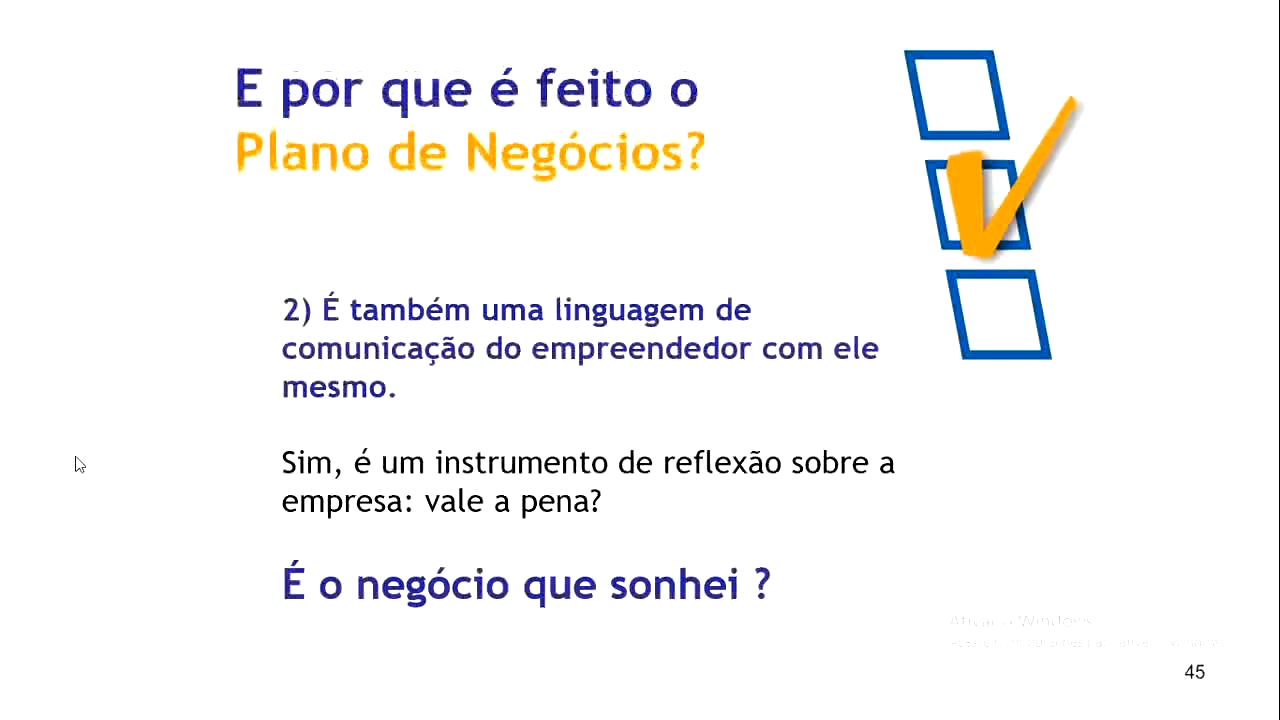 E por que é feito o
Plano de Negócios?
2) É também uma linguagem de
comunicação do empreendedor com ele
mesmo.
Sim, é um instrumento de reflexão sobre a
empresa: vale a pena?
É o negócio que sonhei ?
45